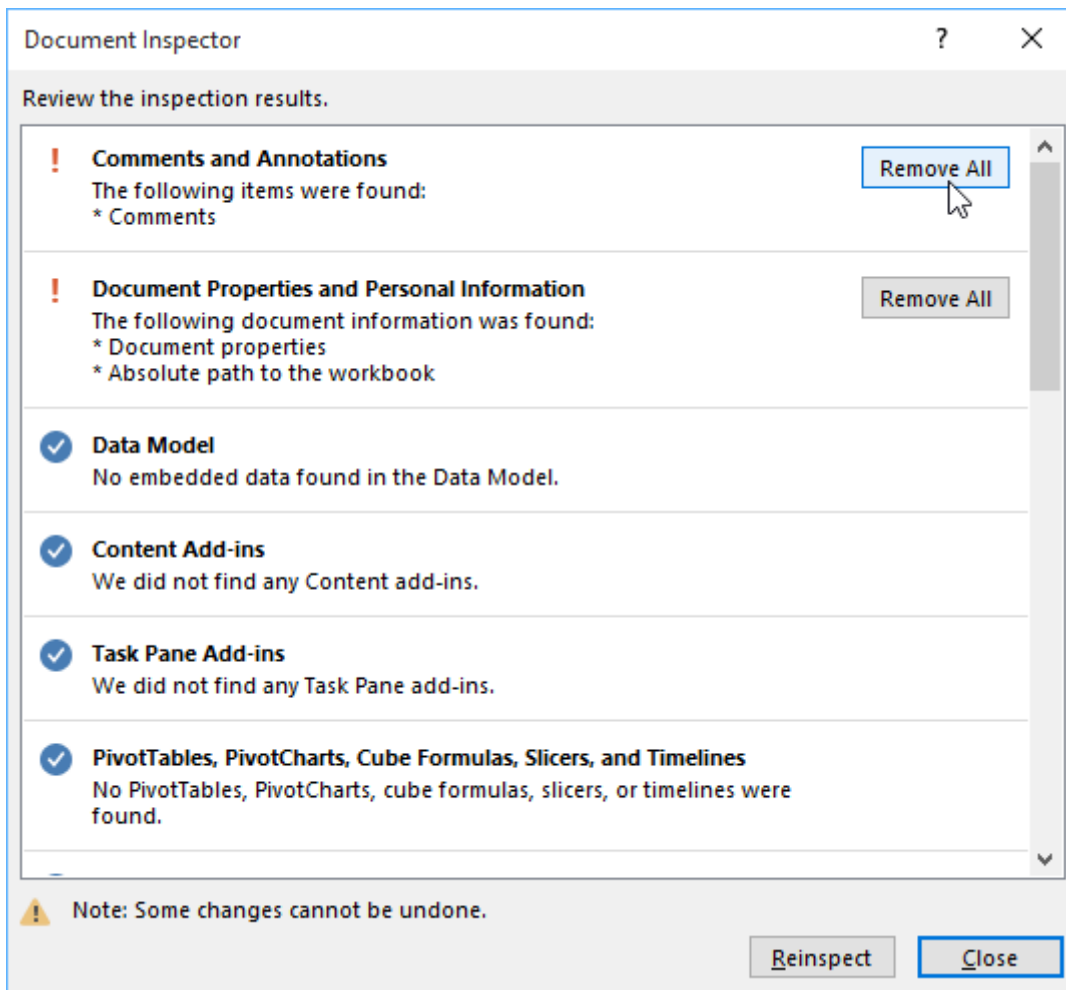 Document Inspector
?
Review the inspection results.
! Comments and Annotations
Remove All
The following items were found:
* Comments
! Document Properties and Personal Information
Remove All
The following document information was found:
* Document properties
* Absolute path to the workbook
Data Model
No embedded data found in the Data Model.
Content Add-ins
We did not find any Content add-ins.
Task Pane Add-ins
We did not find any Task Pane add-ins.
PivotTables, PivotCharts, Cube Formulas, Slicers, and Timelines
No PivotTables, PivotCharts, cube formulas, slicers, or timelines were
found.
Note: Some changes cannot be undone.
Reinspect
Close